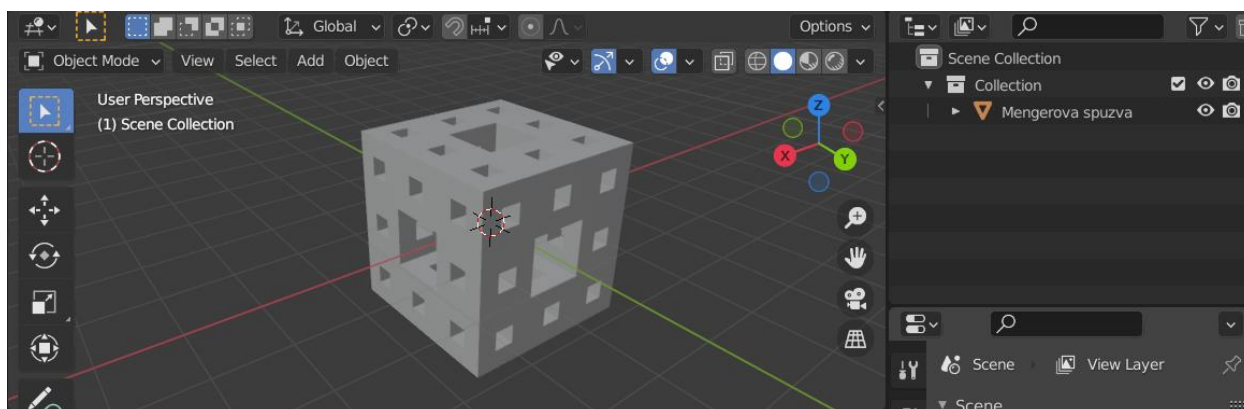 Global
Options
Object Mode View Select Add Object
User Perspective
(1) Scene Collection
Z
X
Y
Scene Collection
Collection
Mengerova spuzva
Scene View Layer
Scene